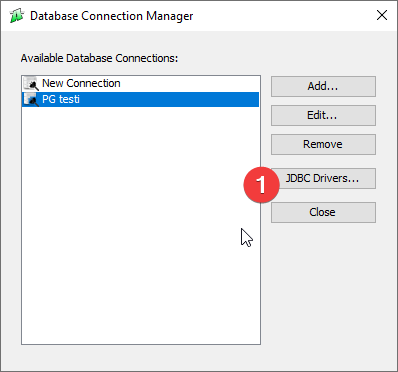 Database Connection Manager
Available Database Connections:
New Connection
PG testi
Add...
Edit...
Remove
1
JDBC Drivers...
Close